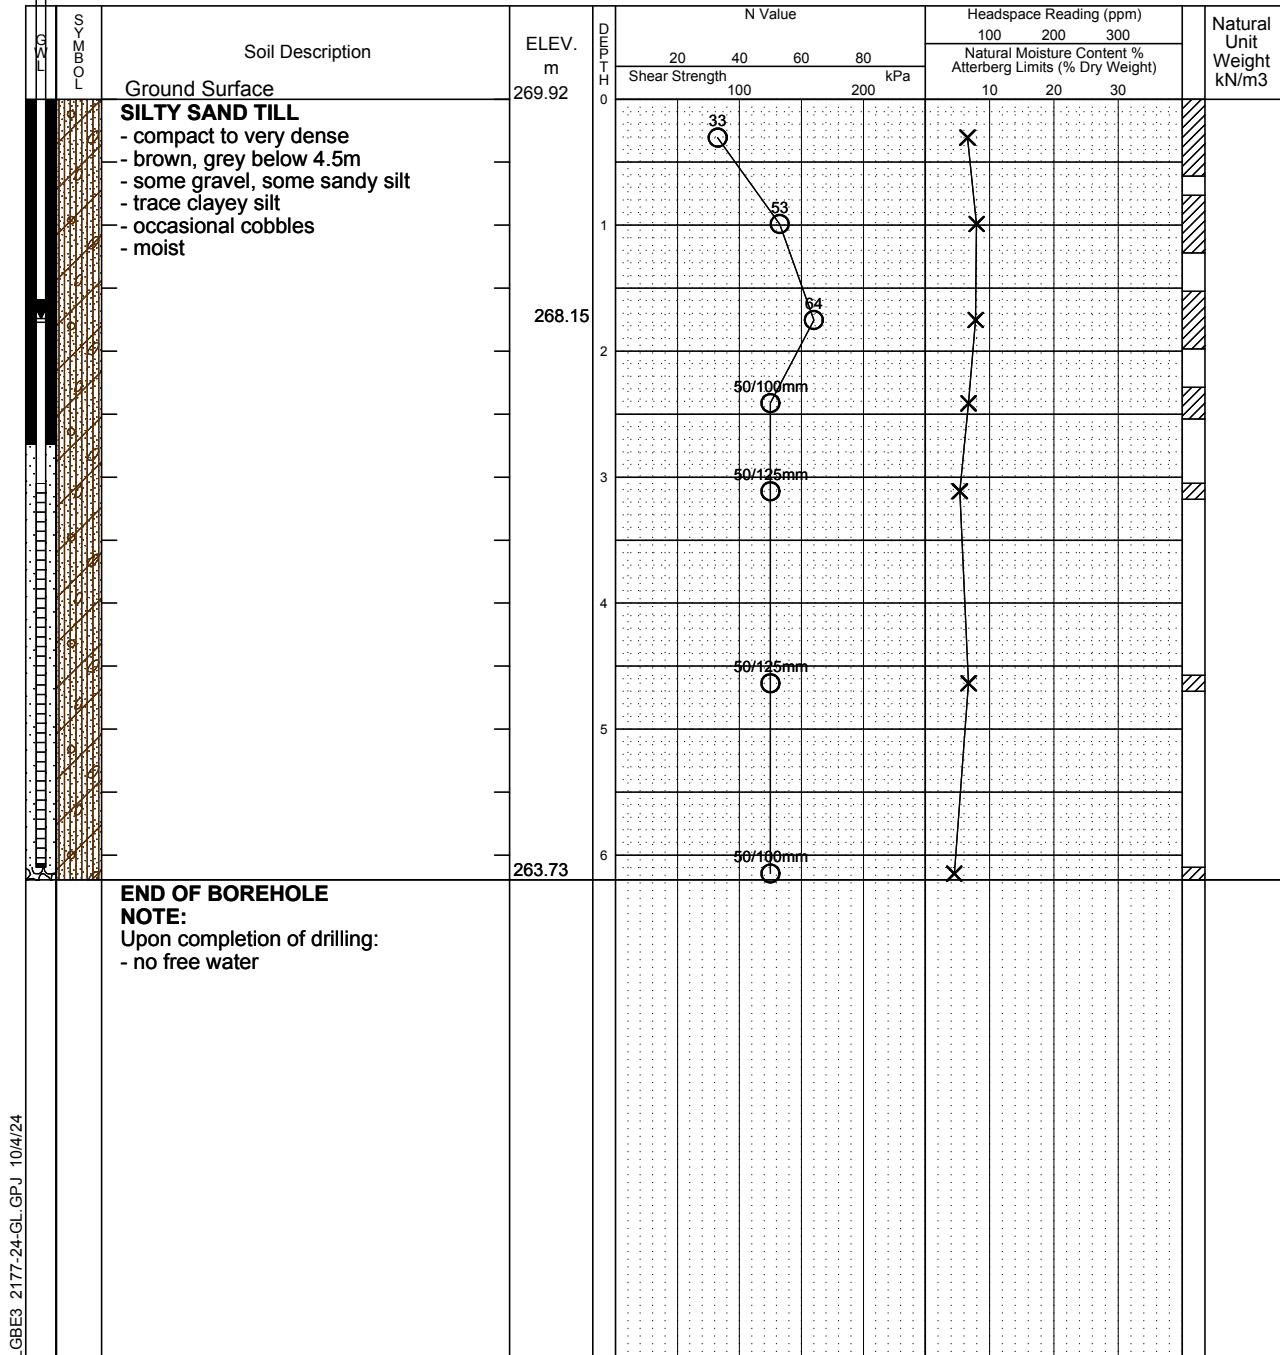 GWL
SYMBOL
Soil Description
Ground Surface
ELEV.
m
DEPTH
N Value
20 40 60 80
Shear Strength kPa
100 200
Headspace Reading (ppm)
100 200 300
Natural Moisture Content %
Atterberg Limits (% Dry Weight)
10 20 30
Natural
Unit
Weight
kN/m3
269.92
0
SILTY SAND TILL
- compact to very dense
- brown, grey below 4.5m
- some gravel, some sandy silt
- trace clayey silt
- occasional cobbles
- moist
33
53
1
64
268.15
2
50/100mm
3
50/125mm
4
50/125mm
5
6
50/100mm
263.73
END OF BOREHOLE
NOTE:
Upon completion of drilling:
- no free water
GBE3 2177-24-GL.GPJ 10/4/24